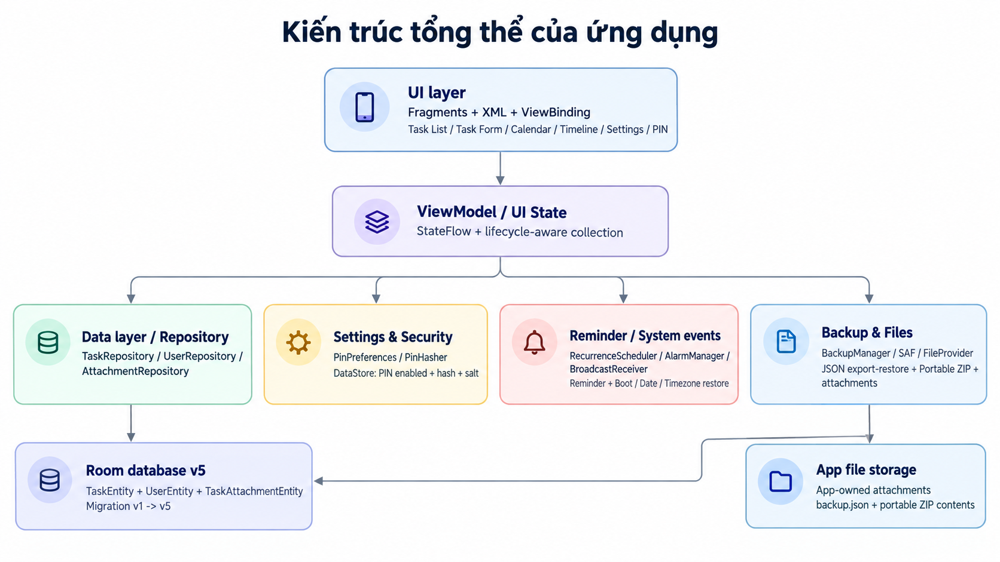 Kiến trúc tổng thể của ứng dụng
UI layer
Fragments + XML + ViewBinding
Task List / Task Form / Calendar / Timeline / Settings / PIN
ViewModel / UI State
StateFlow + lifecycle-aware collection
Data layer / Repository
TaskRepository / UserRepository /
AttachmentRepository
Settings & Security
PinPreferences / PinHasher
DataStore: PIN enabled + hash + salt
Reminder / System events
RecurrenceScheduler / AlarmManager /
BroadcastReceiver
Reminder + Boot / Date / Timezone restore
Backup & Files
BackupManager / SAF / FileProvider
JSON export-restore + Portable ZIP +
attachments
Room database v5
TaskEntity + UserEntity + TaskAttachmentEntity
Migration v1 -> v5
App file storage
App-owned attachments
backup.json + portable ZIP contents